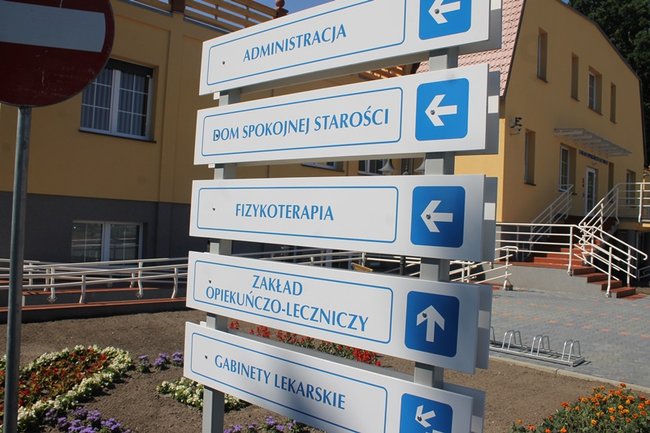 ADMINISTRACJA
DOM SPOKOJNEJ STAROŚCI
FIZYKOTERAPIA
ZAKŁAD
OPIEKUŃCZO-LECZNICZY
GABINETY LEKARSKIE